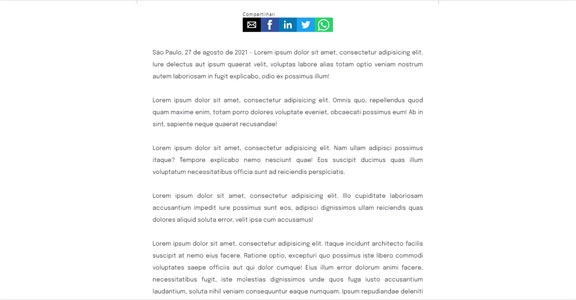 Compartilhar:
São Paulo, 27 de agosto de 2021 - Lorem ipsum dolor sit amet, consectetur adipisicing elit.
Iure delectus aut ipsum quaerat velit, voluptas labore alias totam optio veniam nostrum
autem laboriosam in fugit explicabo, odio ex possimus illum!
Lorem ipsum dolor sit amet, consectetur adipisicing elit. Omnis quo, repellendus quod
quam maxime enim, totam porro dolores voluptate eveniet, obcaecati possimus eum! Ab in
sint, sapiente neque quaerat recusandae!
Lorem ipsum dolor sit amet, consectetur adipisicing elit. Nam ullam adipisci possimus
itaque? Tempore explicabo nemo nesciunt quae! Eos suscipit ducimus quas illum
voluptatum necessitatibus officia sunt ad reiciendis perspiciatis.
Lorem ipsum dolor sit amet, consectetur adipisicing elit. Illo cupiditate laboriosam
accusantium impedit iure possimus sunt eos, adipisci dignissimos ullam reiciendis quas
dolores aliquid soluta error, velit ipsa cum accusamus!
Lorem ipsum dolor sit amet, consectetur adipisicing elit. Itaque incidunt architecto facilis
suscipit at nemo eius facere. Ratione optio, excepturi quo possimus iste libero commodi
voluptates saepe officiis aut qui dolor cumque! Eius illum error dolorum animi facere,
necessitatibus fugit, iste molestias dignissimos unde quos fuga iusto accusantium
laudantium, soluta nihil veniam consequuntur eaque numquam. Ipsum repudiandae deleniti